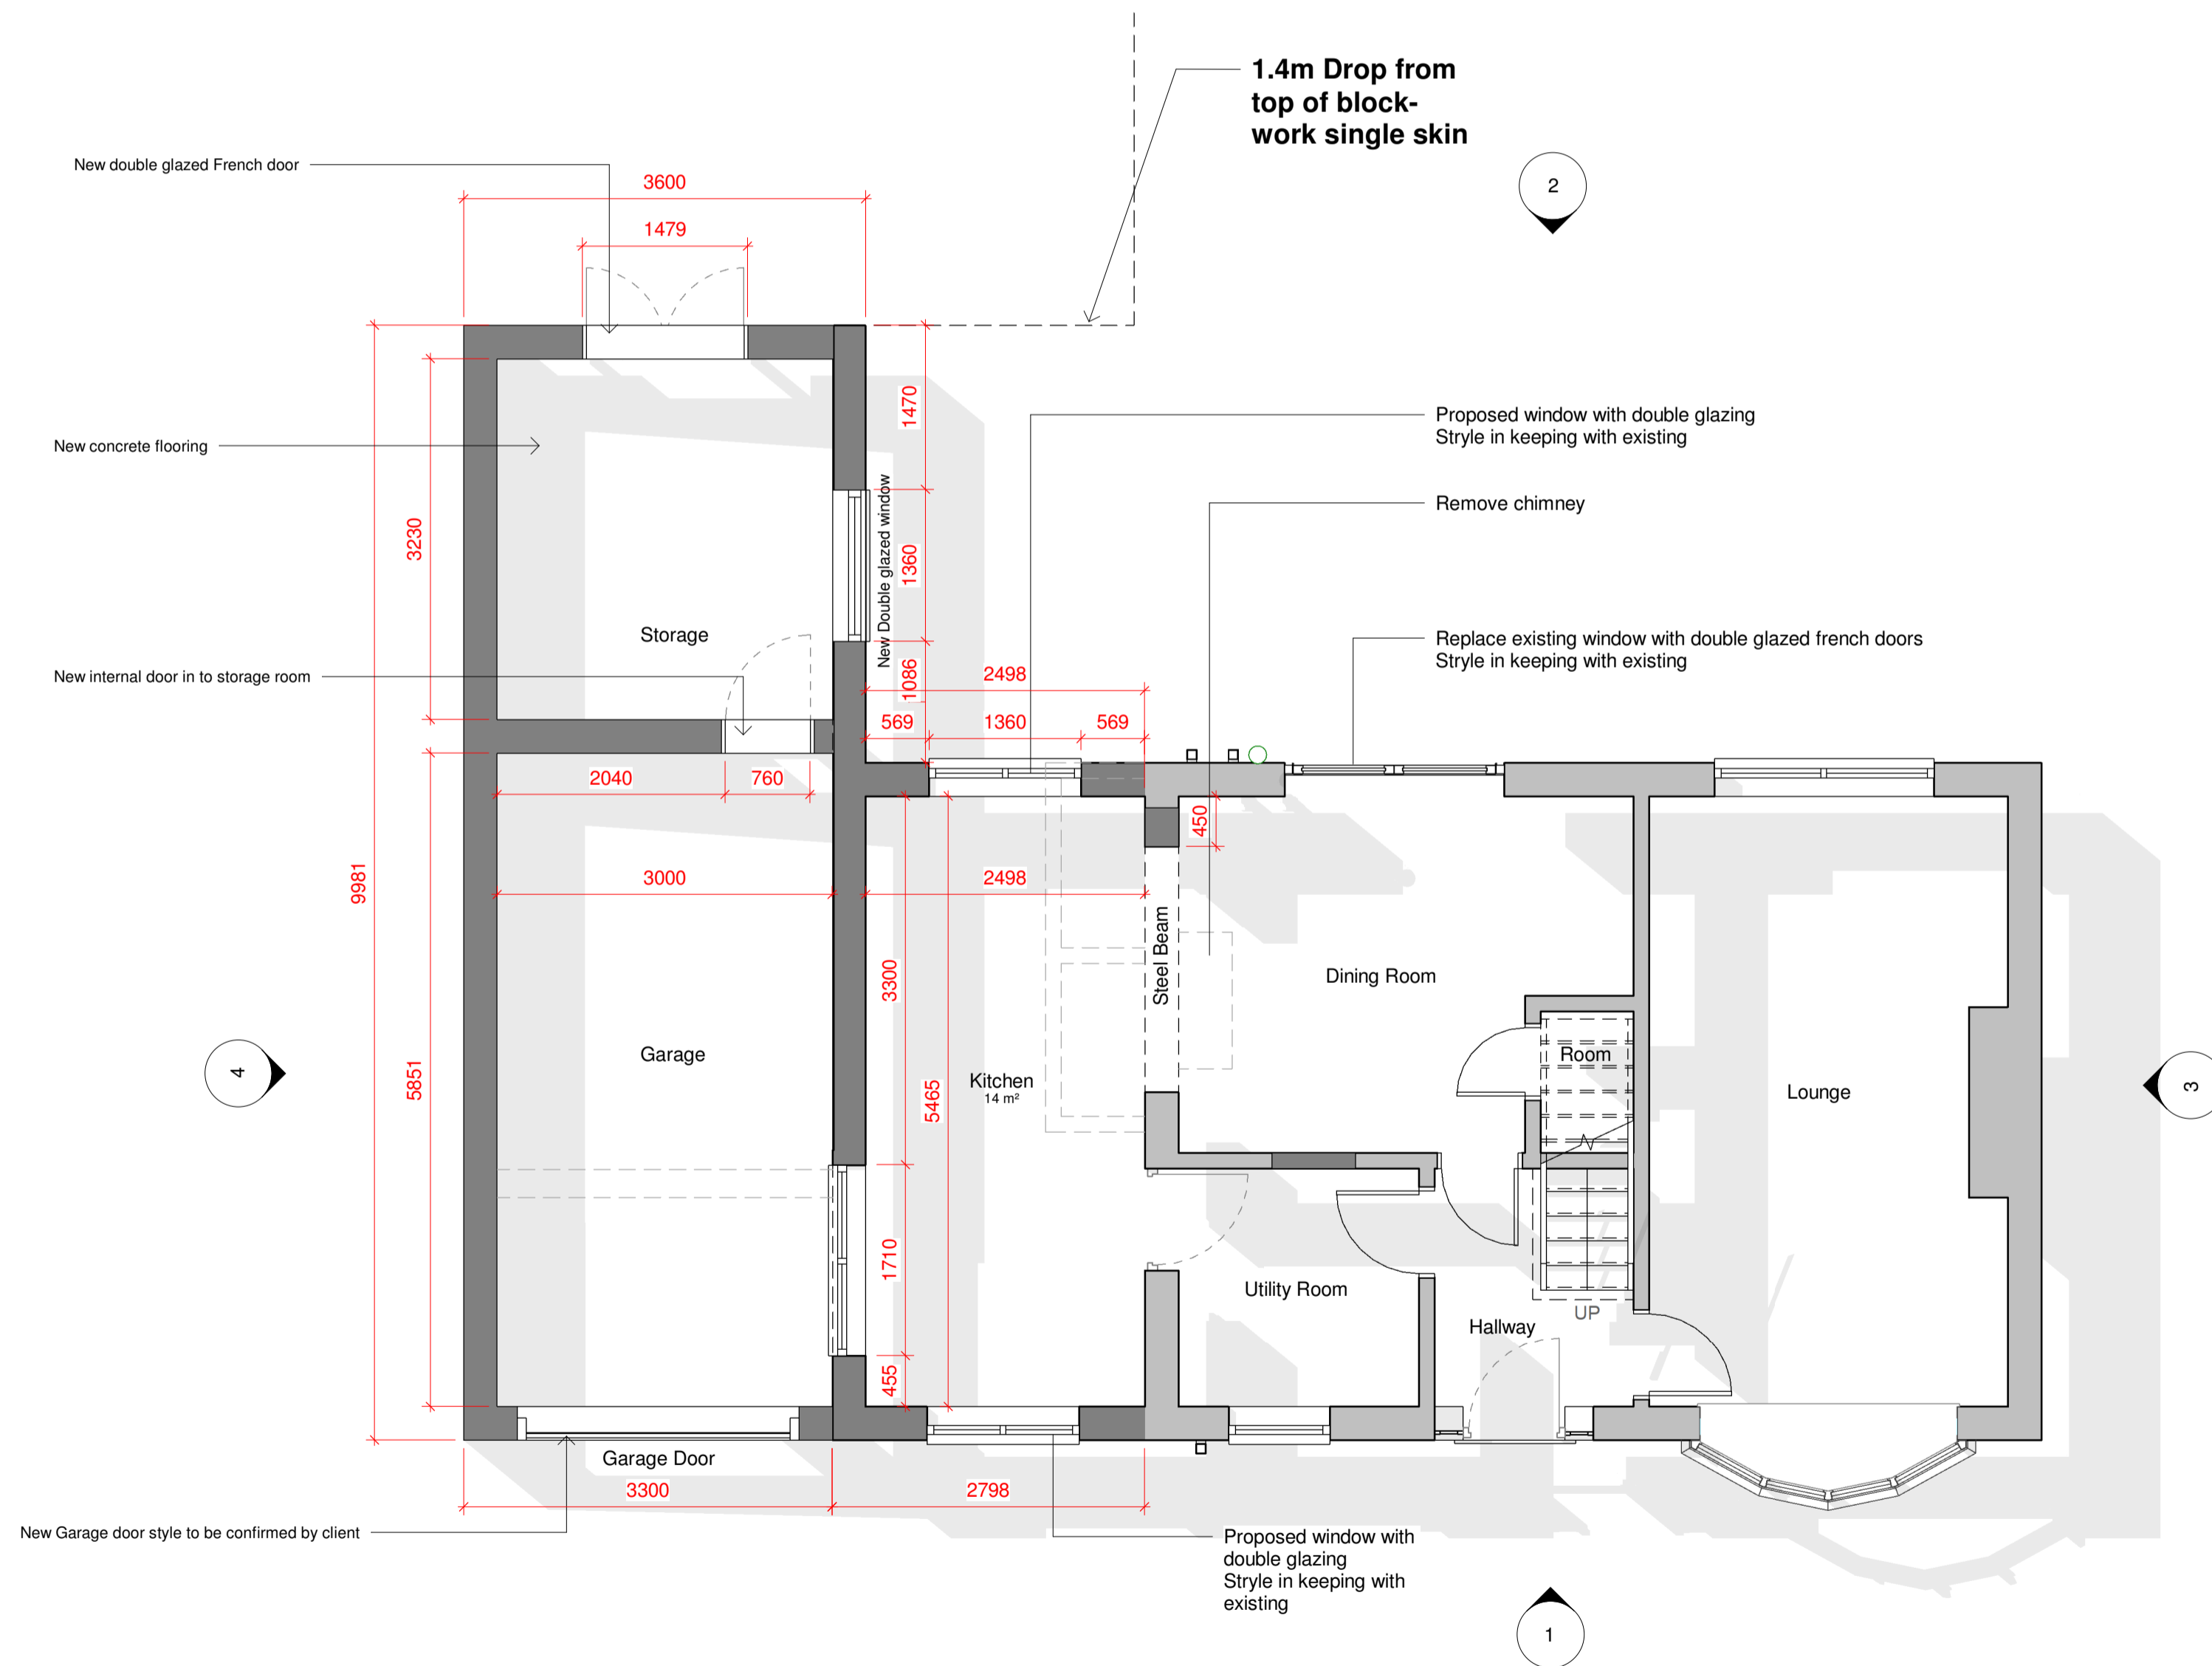 1.4m Drop from
top of block-
work single skin
New double glazed French door
3600
2
1479
1470
Proposed window with double glazing
Stryle in keeping with existing
New concrete flooring
Remove chimney
3230
New Double glazed window
1360
Storage
Replace existing window with double glazed french doors
Stryle in keeping with existing
New internal door in to storage room
1086
2498
569
1360
569
2040
760
450
9981
3000
2498
Steel Beam
3300
Dining Room
4
Garage
Room
5851
Kitchen
14 m²
5465
Lounge
3
1710
Utility Room
UP
Hallway
455
Garage Door
3300
2798
New Garage door style to be confirmed by client
Proposed window with
double glazing
Stryle in keeping with
existing
1